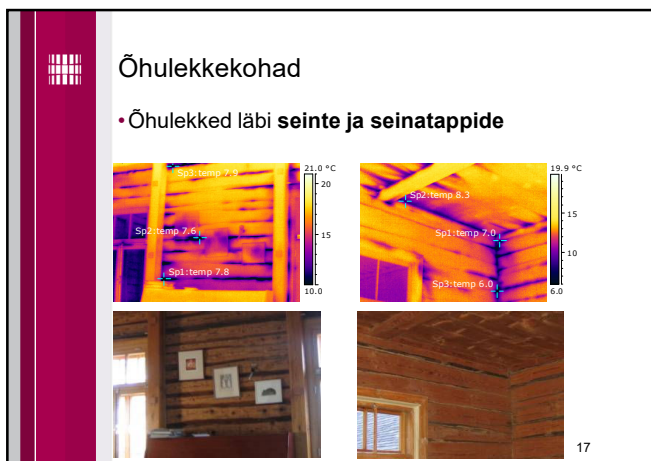 Õhulekkekohad
•Õhulekked läbi seinte ja seinatappide
Sp3:temp 7.9
Sp2:temp 7.6
Sp1:temp 7.8
21.0 °C
20
15
10.0
Sp2:temp 8.3
Sp1:temp 7.0
Sp3:temp 6.0
19.9 °C
15
10
6.0
17